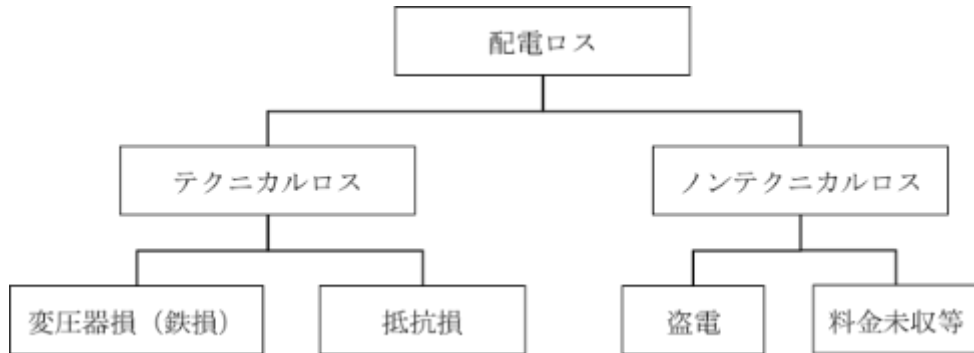 配電ロス
テクニカルロス
ノンテクニカルロス
変圧器損（鉄損）
抵抗損
盗電
料金未収等